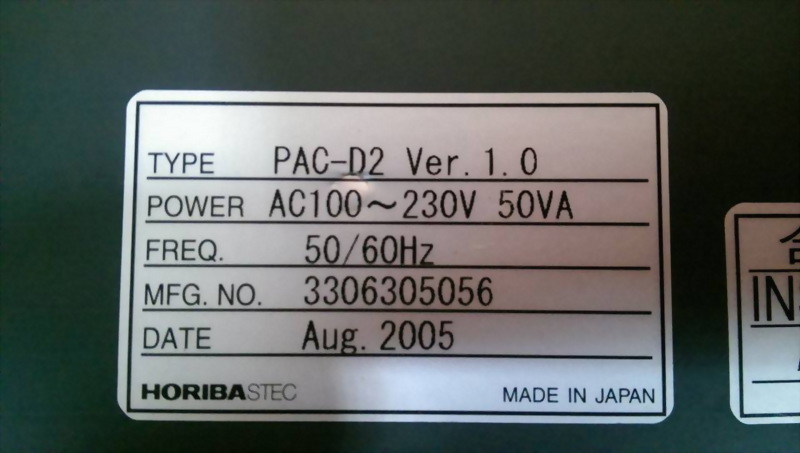 TYPE PAC-D2 Ver. 1.0
POWER AC100～230V 50VA
FREQ. 50/60Hz
MFG. NO. 3306305056
DATE Aug. 2005
HORIBASTEC MADE IN JAPAN